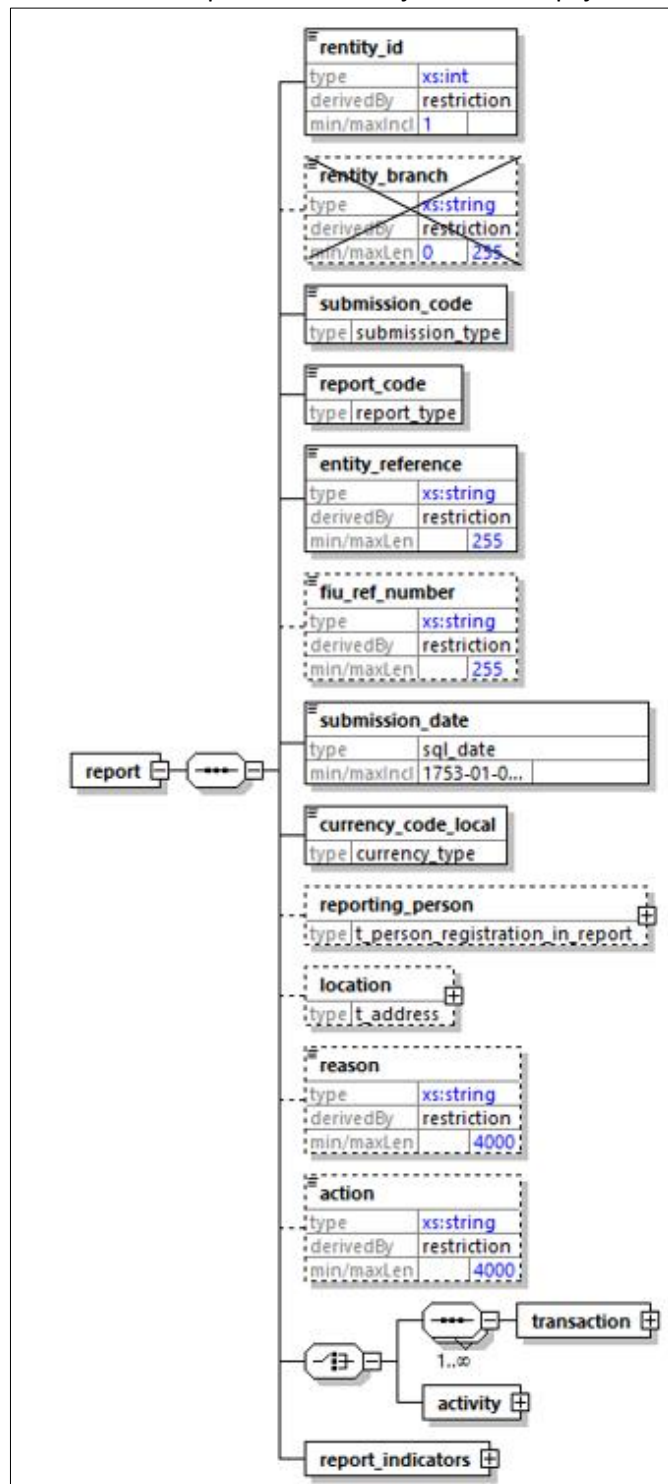 rentity_id
type xs:int
derivedBy restriction
min/maxIncl 1
rentity_branch
type xs:string
derivedBy restriction
min/maxLen 0 255
submission_code
type submission_type
report_code
type report_type
entity_reference
type xs:string
derivedBy restriction
min/maxLen 255
fiu_ref_number
type xs:string
derivedBy restriction
min/maxLen 255
submission_date
type sql_date
min/maxIncl 1753-01-0...
report
currency_code_local
type currency_type
reporting_person
type t_person_registration_in_report
location
type t_address
reason
type xs:string
derivedBy restriction
min/maxLen 4000
action
type xs:string
derivedBy restriction
min/maxLen 4000
transaction
1..∞
activity
report_indicators